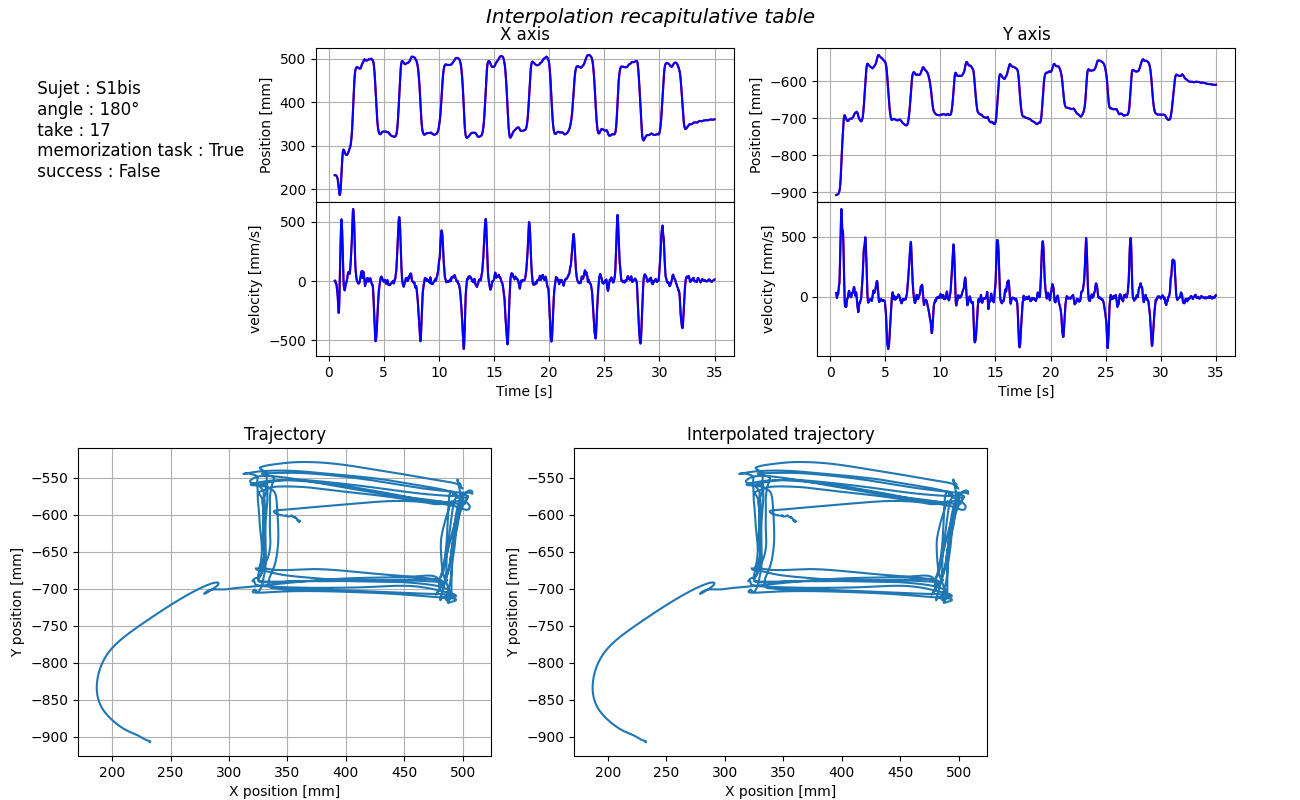 Interpolation recapitulative table
Sujet : S1bis
angle : 180°
take : 17
memorization task : True
success : False
X axis
Position [mm]
500
400
300
200
velocity [mm/s]
500
0
−500
0 5 10 15 20 25 30 35
Time [s]
Y axis
Position [mm]
−600
−700
−800
−900
velocity [mm/s]
500
0
0 5 10 15 20 25 30 35
Time [s]
Trajectory
Y position [mm]
−550
−600
−650
−700
−750
−800
−850
−900
200 250 300 350 400 450 500
X position [mm]
Interpolated trajectory
Y position [mm]
−550
−600
−650
−700
−750
−800
−850
−900
200 250 300 350 400 450 500
X position [mm]